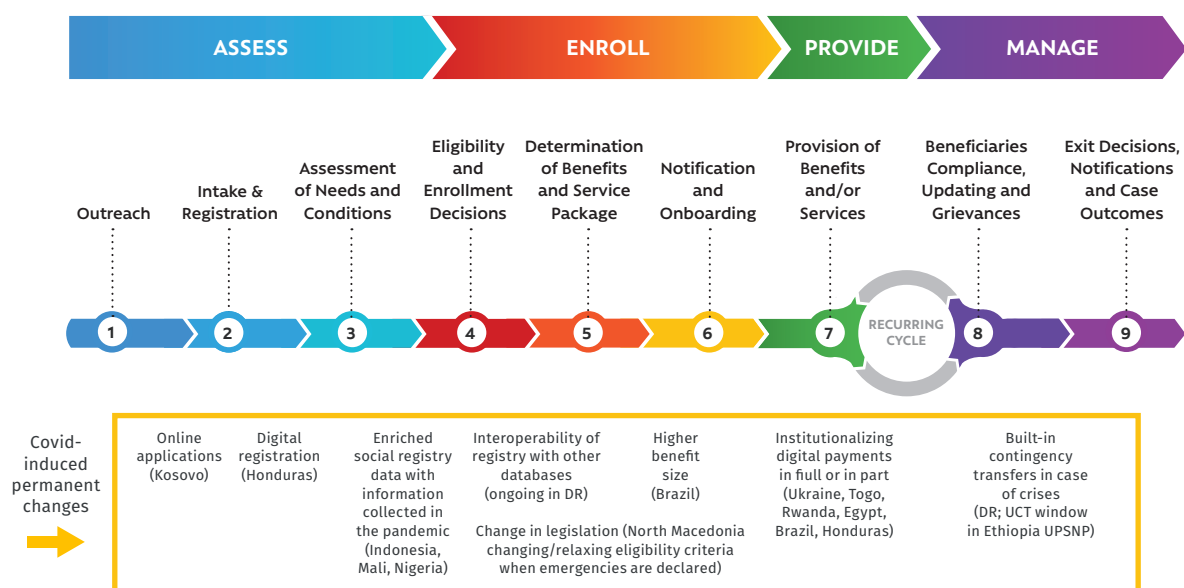 ASSESS
ENROLL
PROVIDE
MANAGE
Outreach
Intake &
Registration
Assessment
of Needs and
Conditions
Eligibility
and
Enrollment
Decisions
Determination
of Benefits
and Service
Package
Notification
and
Onboarding
Provision of
Benefits
and/or
Services
Beneficiaries
Compliance,
Updating and
Grievances
Exit Decisions,
Notifications
and Case
Outcomes
1
2
3
4
5
6
7
RECURRING
CYCLE
8
9
Covid-
induced
permanent
changes
Online
applications
(Kosovo)
Digital
registration
(Honduras)
Enriched
social registry
data with
information
collected in
the pandemic
(Indonesia,
Mali, Nigeria)
Interoperability of
registry with other
databases
(ongoing in DR)
Higher
benefit
size
(Brazil)
Change in legislation (North Macedonia
changing/relaxing eligibility criteria
when emergencies are declared)
Institutionalizing
digital payments
in fiull or in part
(Ukraine, Togo,
Rwanda, Egypt,
Brazil, Honduras)
Built-in
contingency
transfers in case
of crises
(DR; UCT window
in Ethiopia UPSNP)